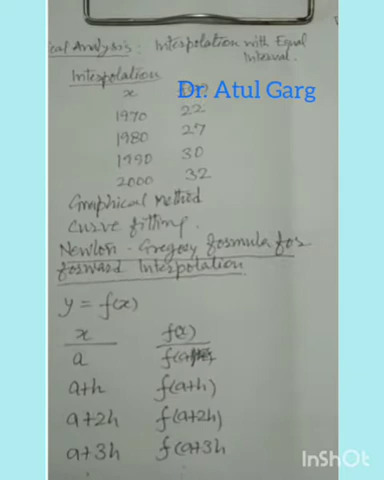 ical Analysis: Interpolation with Equal
Interval.
Interpolation
Dr. Atul Garg
x
1970 22
1980 27
1990 30
2000 32
Graphical method
Curve fitting.
Newton-Gregory formula for
forward Interpolation
y = f(x)
x f(x)
a
a+h f(a+h)
a+2h f(a+2h)
a+3h f(a+3h
InShOt